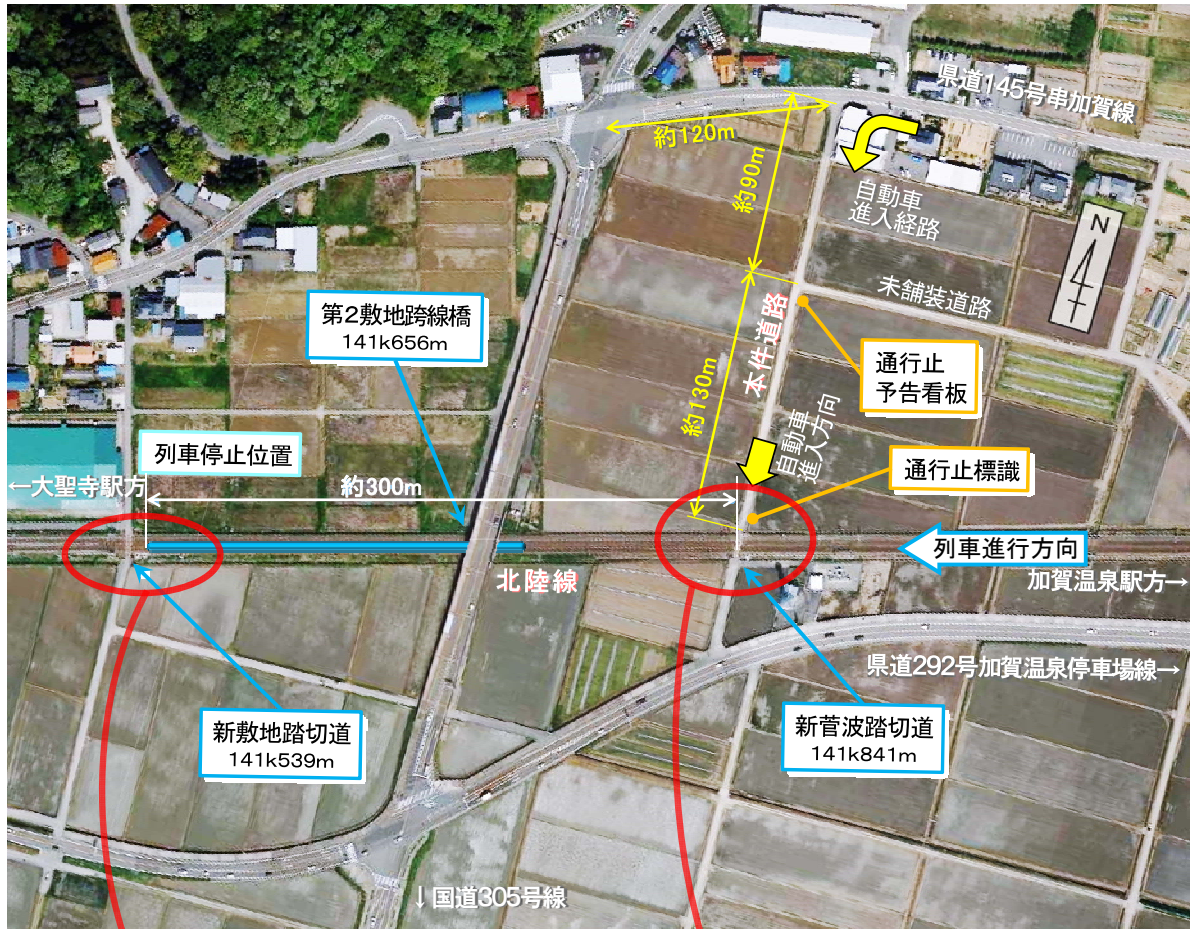 県道145号串加賀線
約120m
約90m
自動車
進入経路
N
未舗装道路
第2敷地跨線橋
141k656m
本件道路
通行止
予告看板
約130m
自動車
進入方向
列車停止位置
通行止標識
←大聖寺駅方
約300m
列車進行方向
北陸線
加賀温泉駅方→
県道292号加賀温泉停車場線→
新敷地踏切道
141k539m
新菅波踏切道
141k841m
↓国道305号線